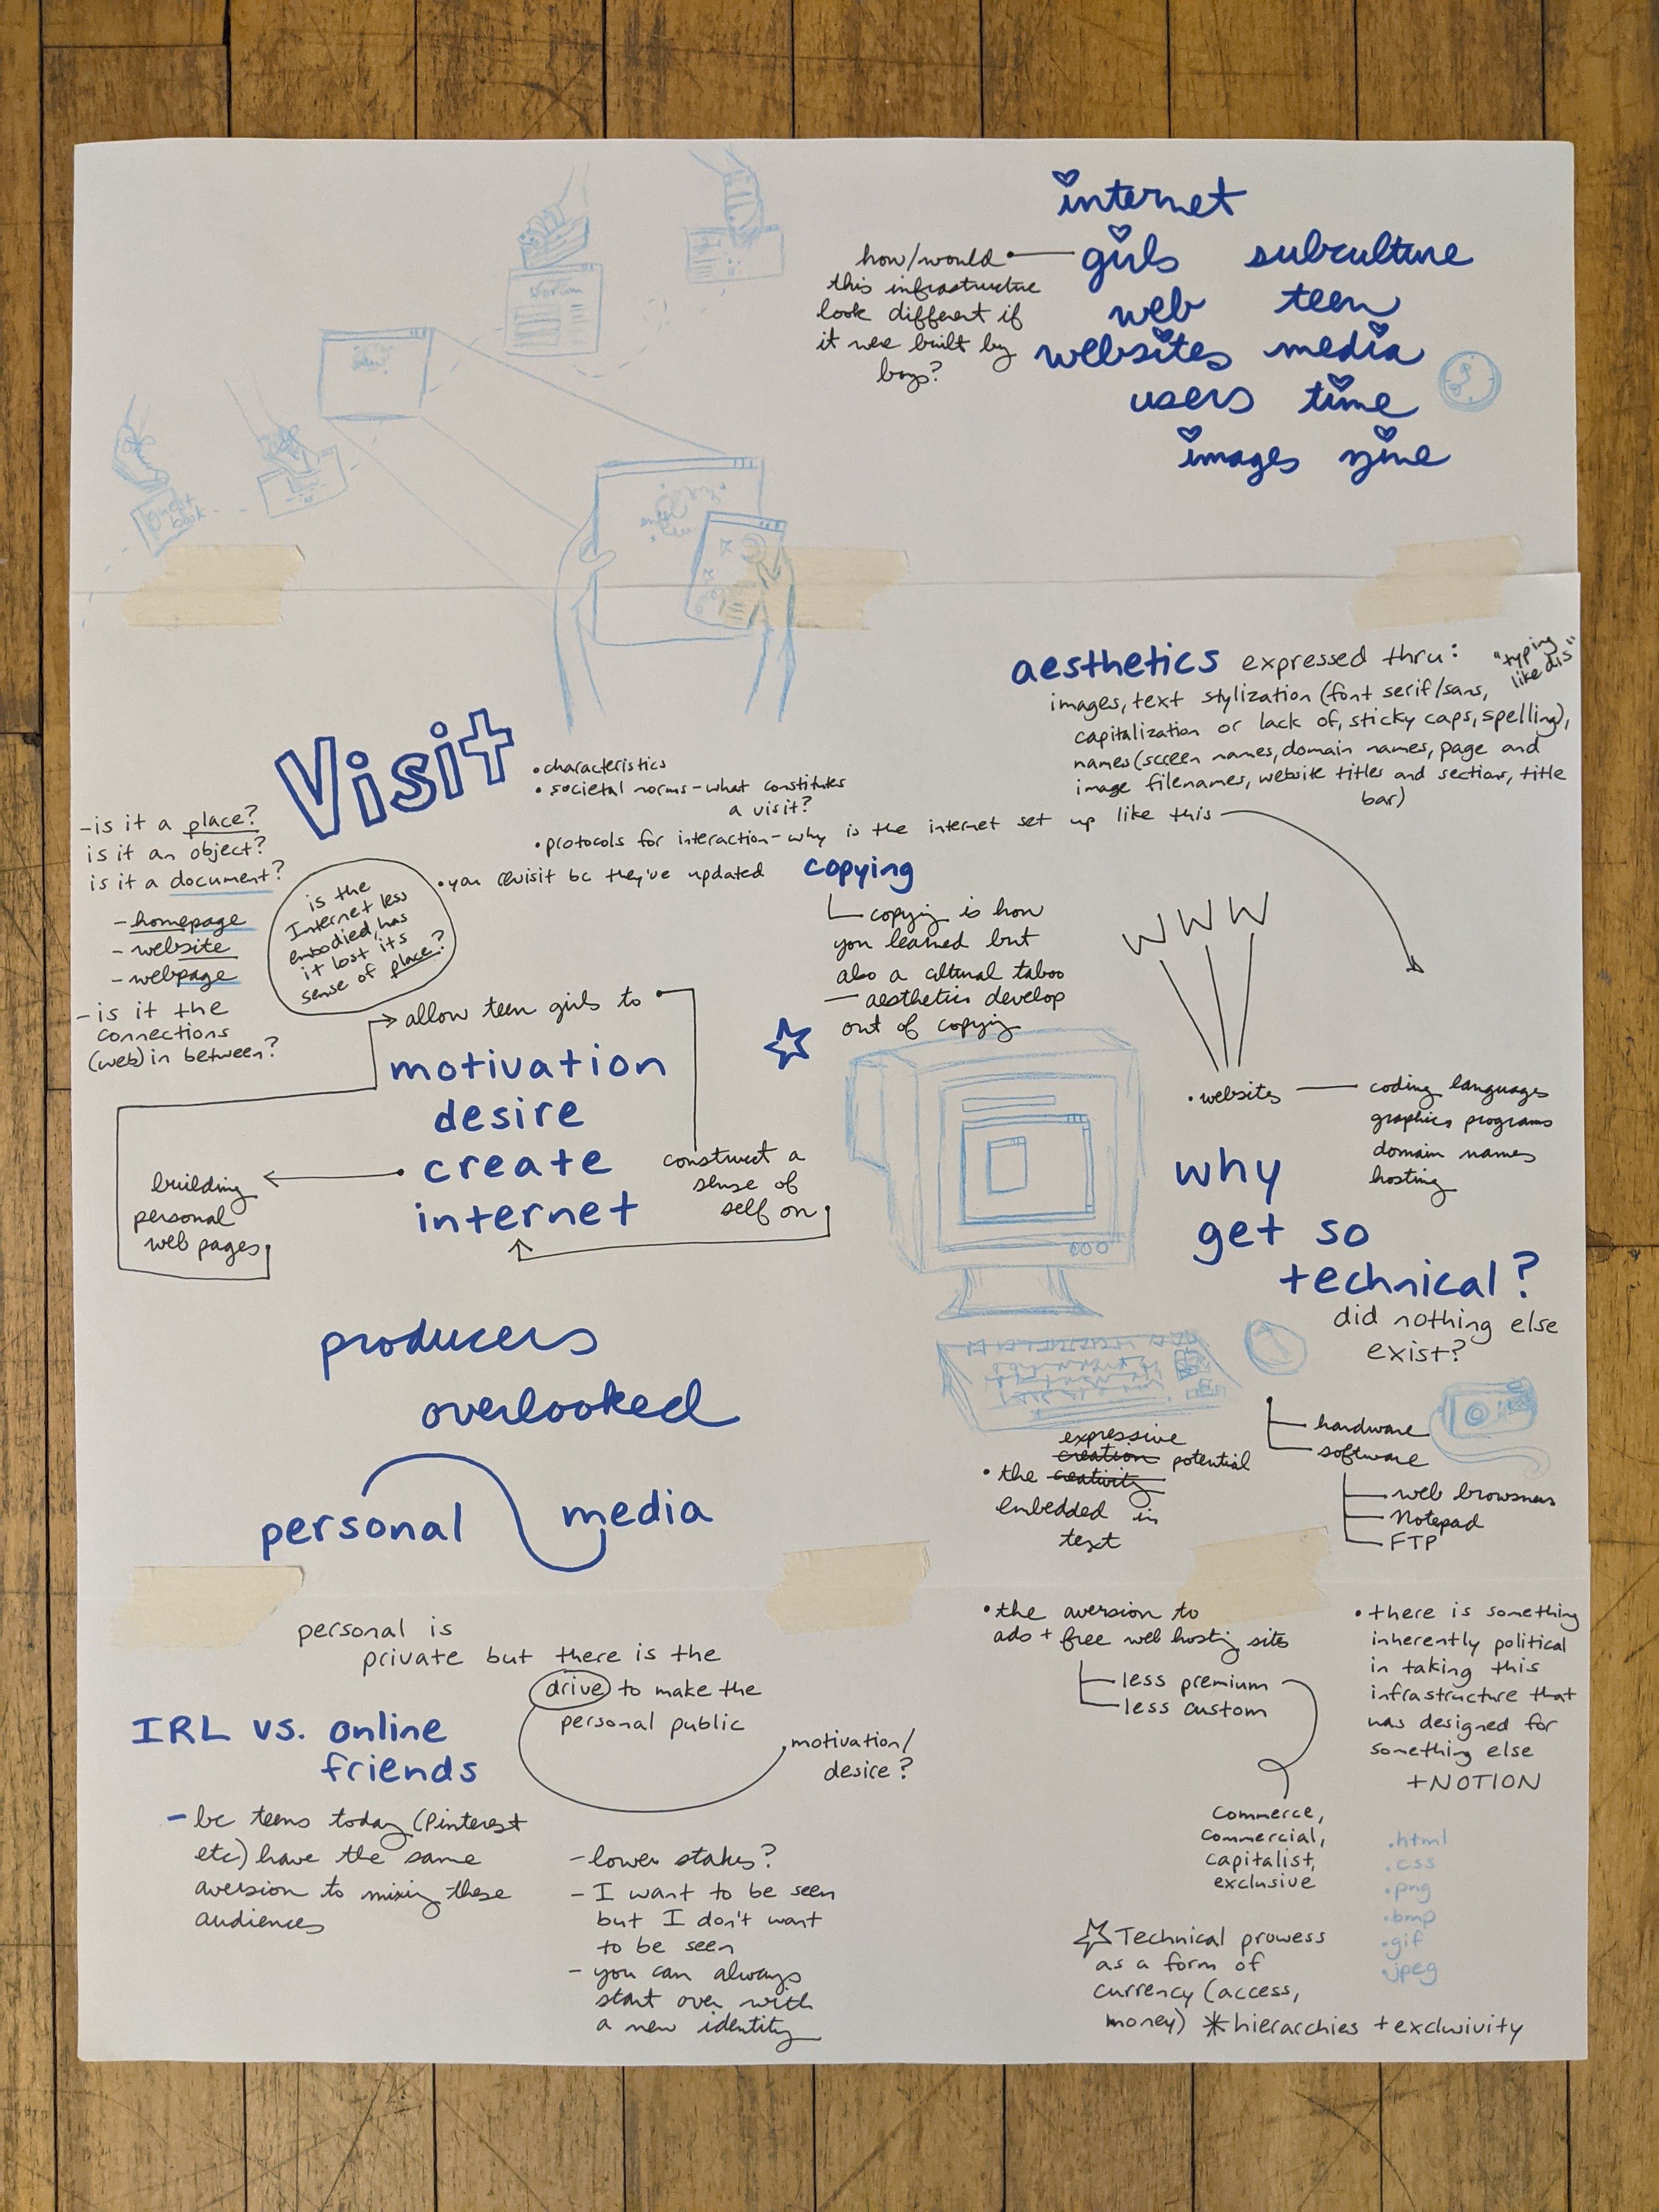 internet
girls subculture
web teen
websites media
users time
images zine
how/would
this infrastructure
look different if
it were built by
boys?
forum
guest
book
enter
aesthetics expressed thru:
"typing
like dis"
images, text stylization (font serif/sans,
capitalization or lack of, sticky caps, spelling),
names (screen names, domain names, page and
image filenames, website titles and sections, title
bar)
Visit
• characteristics
• societal norms - what constitutes
a visit?
• protocols for interaction - why is the internet set up like this
• you revisit bc they've updated
- is it a place?
is it an object?
is it a document?
- homepage
- website
- webpage
- is it the
connections
(web) in between?
is the
Internet less
embodied, has
it lost its
sense of place?
copying
copying is how
you learned but
also a cultural taboo
— aesthetics develop
out of copying
WWW
• websites
coding languages
graphics programs
domain names
hosting
allow teen girls to
motivation
desire
create
internet
construct a
sense of
self on
building
personal
web pages
why
get so
technical?
did nothing else
exist?
hardware
software
web browsers
Notepad
FTP
producers
overlooked
personal media
expressive
creation potential
• the creativity
embedded in
text
personal is
private but there is the
drive to make the
personal public
motivation/
desire?
IRL vs. online
friends
- bc teens today (Pinterest
etc) have the same
aversion to mixing these
audiences
- lower stakes?
- I want to be seen
but I don't want
to be seen
- you can always
start over with
a new identity
• the aversion to
ads + free web hosting sites
less premium
less custom
commerce,
commercial,
capitalist,
exclusive
• there is something
inherently political
in taking this
infrastructure that
was designed for
something else
+NOTION
.html
.css
.png
.bmp
.gif
.jpeg
☆ Technical prowess
as a form of
currency (access,
money) * hierarchies + exclusivity